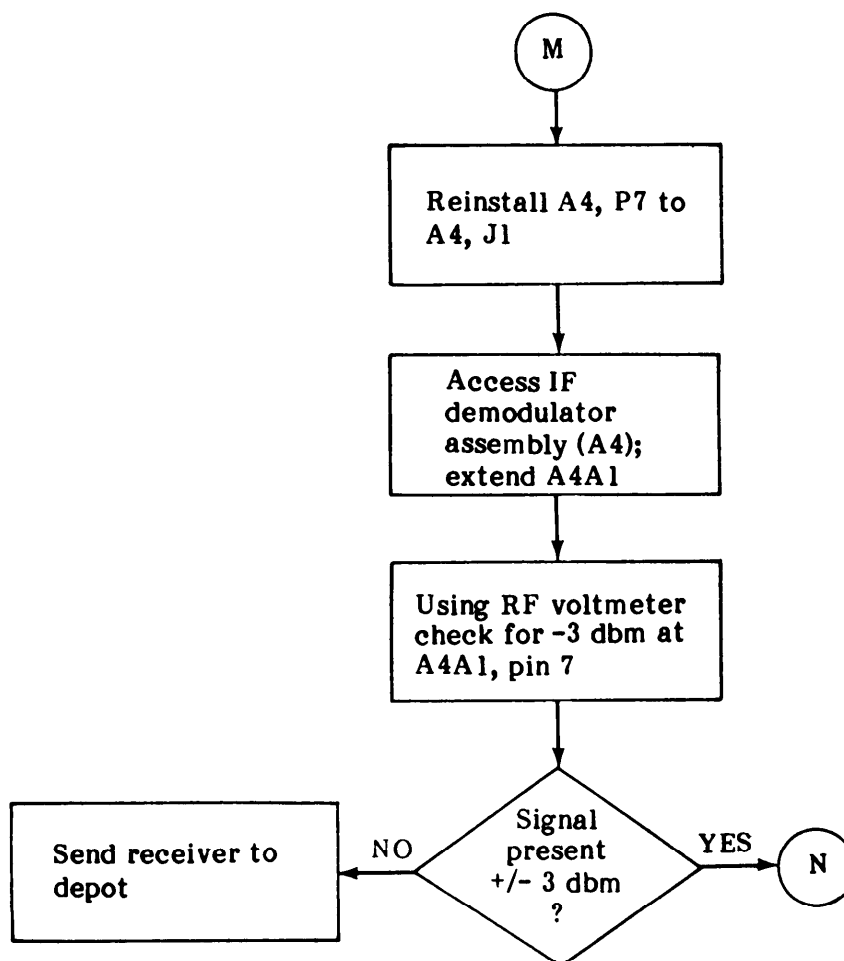 M
Reinstall A4, P7 to
A4, J1
Access IF
demodulator
assembly (A4);
extend A4A1
Using RF voltmeter
check for -3 dbm at
A4A1, pin 7
Signal
present
+/- 3 dbm
?
NO
YES
Send receiver to
depot
N